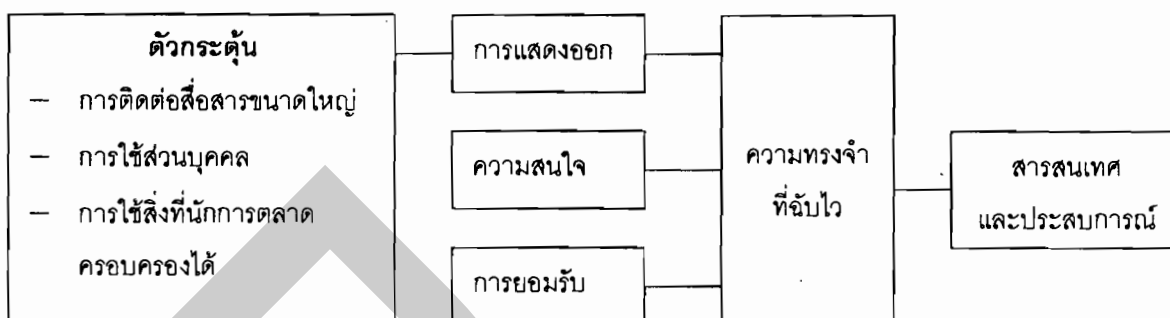 ตัวกระตุ้น
– การติดต่อสื่อสารขนาดใหญ่
– การใช้ส่วนบุคคล
– การใช้สิ่งที่นักการตลาด
ครอบครองได้
การแสดงออก
ความสนใจ
การยอมรับ
ความทรงจำ
ที่ฉับไว
สารสนเทศ
และประสบการณ์